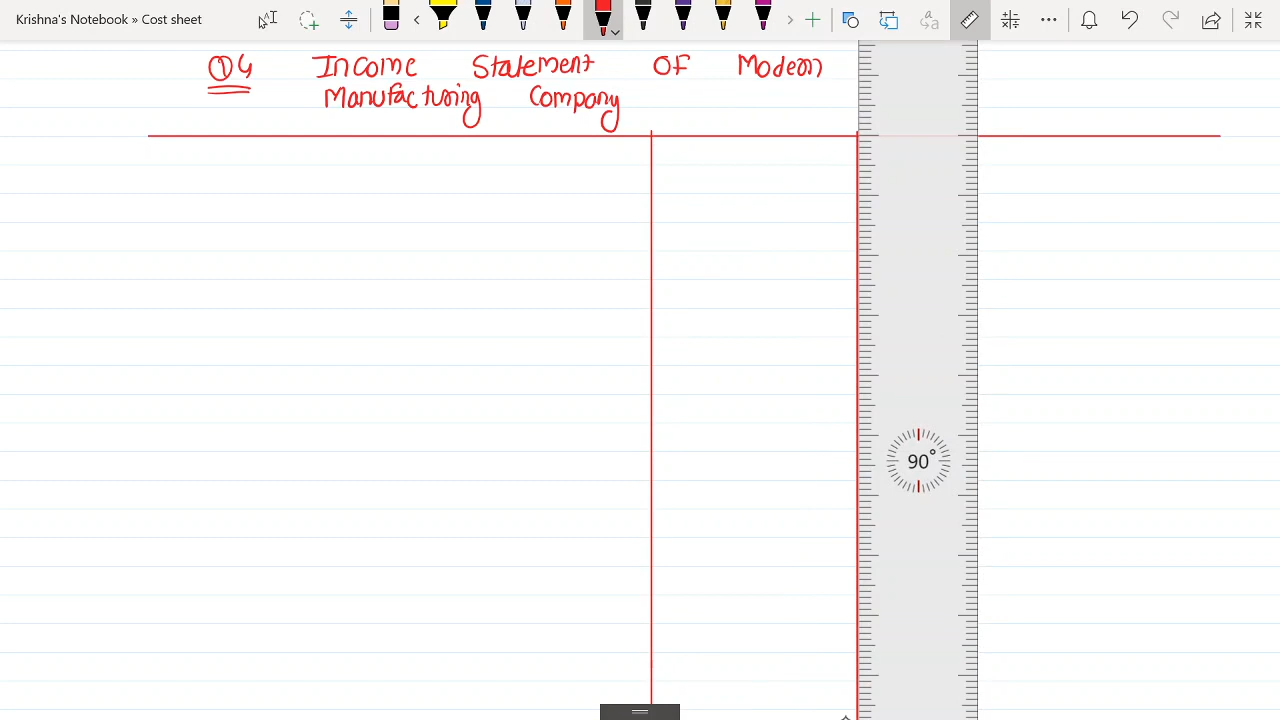 Krishna's Notebook » Cost sheet
Q4 Income Statement OF Modern
Manufacturing Company
90°